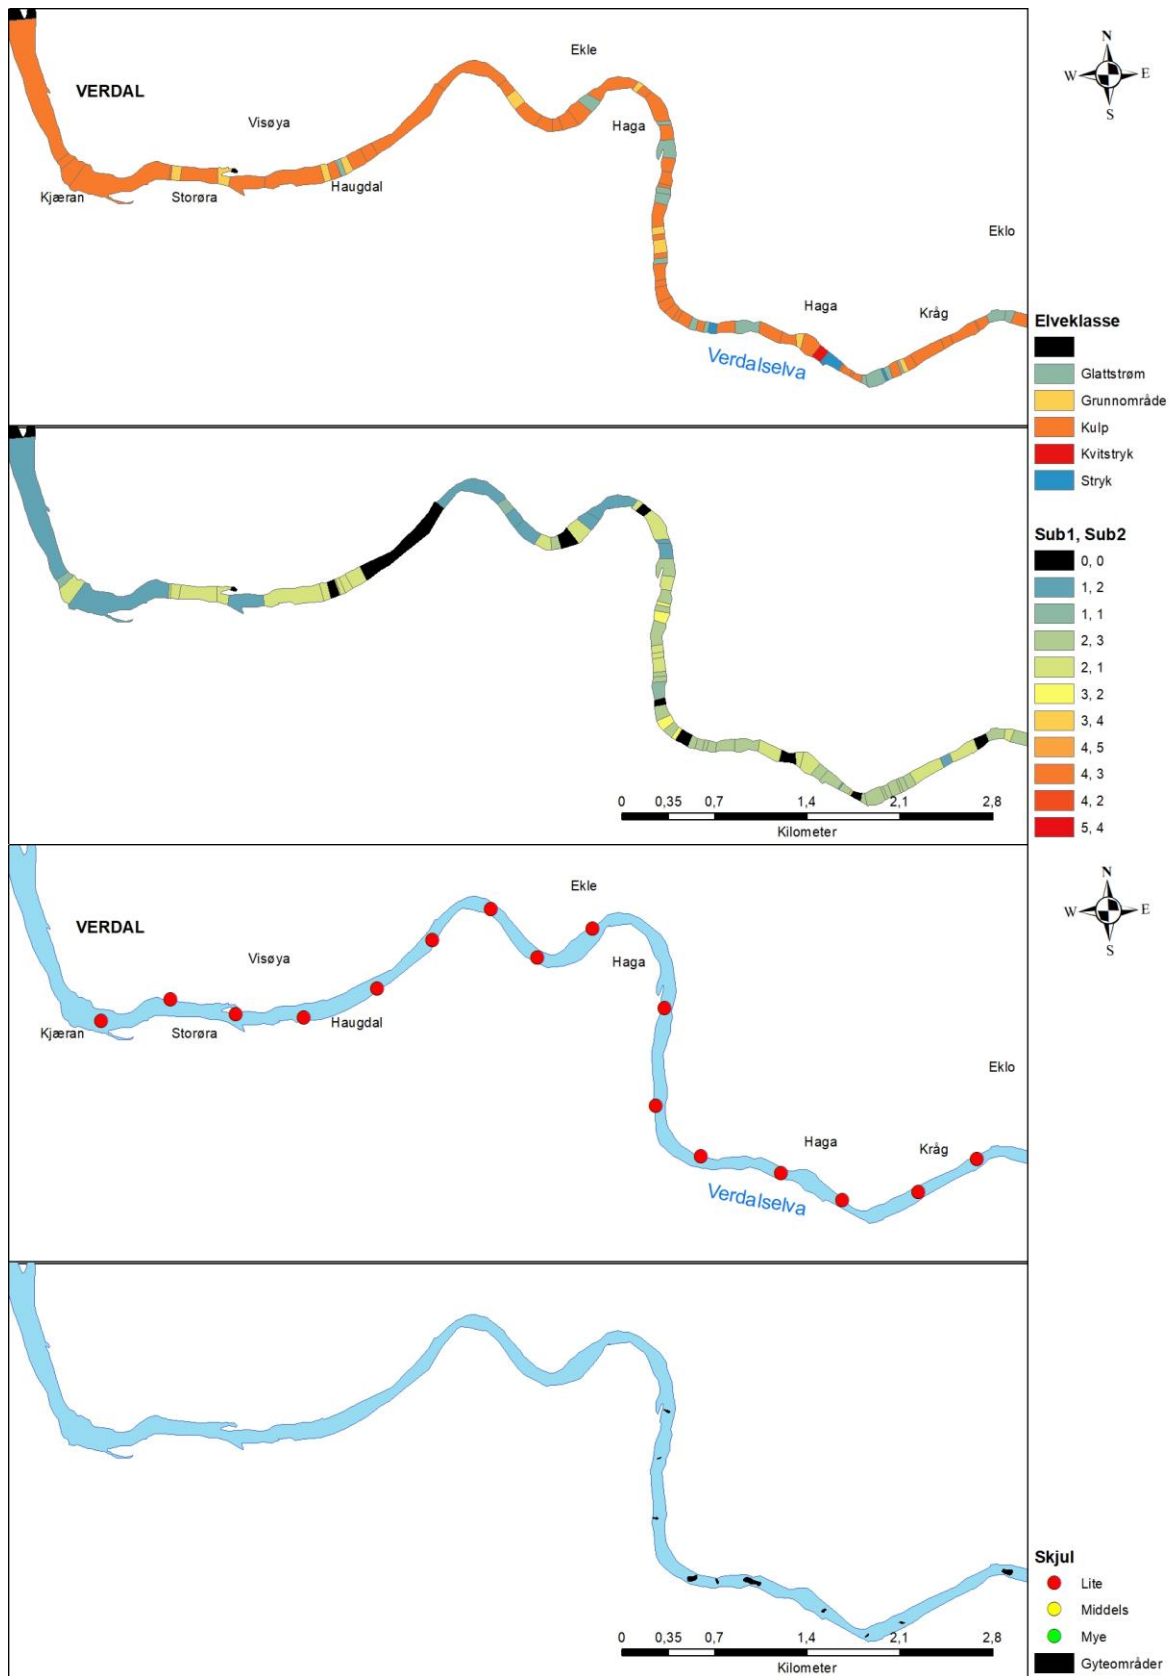 Ekle
N
W
E
S
VERDAL
Visøya
Haga
Kjæran
Storøra
Haugdal
Eklo
Haga
Kråg
Verdalselva
Elveklasse
Glattstrøm
Grunnområde
Kulp
Kvitstryk
Stryk
Sub1, Sub2
0, 0
1, 2
1, 1
2, 3
2, 1
3, 2
3, 4
4, 5
4, 3
4, 2
5, 4
0 0,35 0,7 1,4 2,1 2,8
Kilometer
Ekle
N
W
E
S
VERDAL
Visøya
Haga
Kjæran
Storøra
Haugdal
Eklo
Haga
Kråg
Verdalselva
Skjul
Lite
Middels
Mye
Gyteområder
0 0,35 0,7 1,4 2,1 2,8
Kilometer